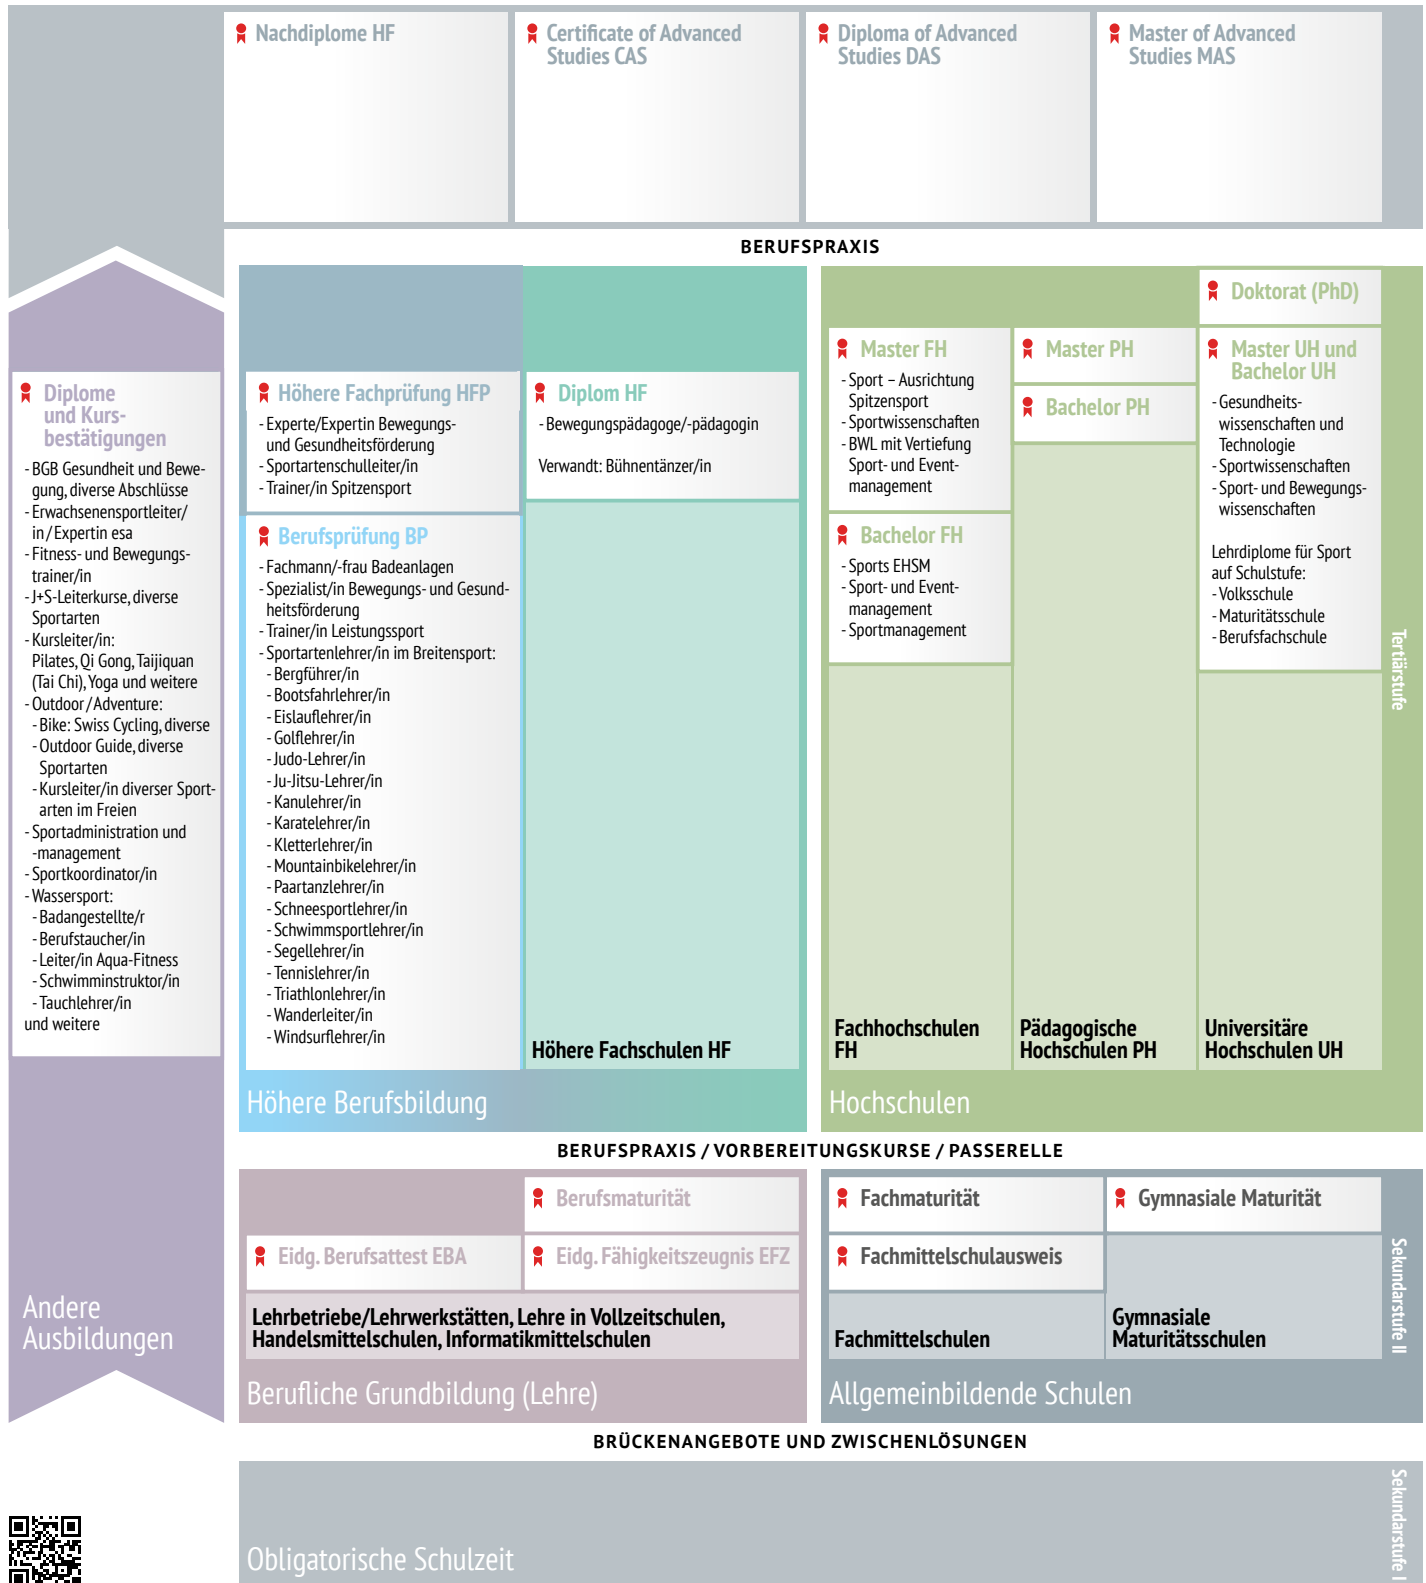 Nachdiplome HF
Certificate of Advanced
Studies CAS
Diploma of Advanced
Studies DAS
Master of Advanced
Studies MAS
BERUFSPRAXIS
Diplome
und Kurs-
bestätigungen
- BGB Gesundheit und Bewe-
gung, diverse Abschlüsse
- Erwachsenensportleiter/
in / Expertin esa
- Fitness- und Bewegungs-
trainer/in
- J+S-Leiterkurse, diverse
Sportarten
- Kursleiter/in:
Pilates, Qi Gong, Taijiquan
(Tai Chi), Yoga und weitere
- Outdoor / Adventure:
- Bike: Swiss Cycling, diverse
- Outdoor Guide, diverse
Sportarten
- Kursleiter/in diverser Sport-
arten im Freien
- Sportadministration und
-management
- Sportkoordinator/in
- Wassersport:
- Badangestellte/r
- Berufstaucher/in
- Leiter/in Aqua-Fitness
- Schwimminstruktor/in
- Tauchlehrer/in
und weitere
Andere
Ausbildungen
Höhere Fachprüfung HFP
- Experte/Expertin Bewegungs-
und Gesundheitsförderung
- Sportartenschulleiter/in
- Trainer/in Spitzensport
Berufsprüfung BP
- Fachmann/-frau Badeanlagen
- Spezialist/in Bewegungs- und Gesund-
heitsförderung
- Trainer/in Leistungssport
- Sportartenlehrer/in im Breitensport:
- Bergführer/in
- Bootsfahrlehrer/in
- Eislauflehrer/in
- Golflehrer/in
- Judo-Lehrer/in
- Ju-Jitsu-Lehrer/in
- Kanulehrer/in
- Karatelehrer/in
- Kletterlehrer/in
- Mountainbikelehrer/in
- Paartanzlehrer/in
- Schneesportlehrer/in
- Schwimmsportlehrer/in
- Segellehrer/in
- Tennislehrer/in
- Triathlonlehrer/in
- Wanderleiter/in
- Windsurflehrer/in
Diplom HF
- Bewegungspädagoge/-pädagogin
Verwandt: Bühnentänzer/in
Höhere Fachschulen HF
Höhere Berufsbildung
Master FH
- Sport – Ausrichtung
Spitzensport
- Sportwissenschaften
- BWL mit Vertiefung
Sport- und Event-
management
Bachelor FH
- Sports EHSM
- Sport- und Event-
management
- Sportmanagement
Fachhochschulen
FH
Master PH
Bachelor PH
Pädagogische
Hochschulen PH
Doktorat (PhD)
Master UH und
Bachelor UH
- Gesundheits-
wissenschaften und
Technologie
- Sportwissenschaften
- Sport- und Bewegungs-
wissenschaften
Lehrdiplome für Sport
auf Schulstufe:
- Volksschule
- Maturitätsschule
- Berufsfachschule
Universitäre
Hochschulen UH
Hochschulen
Tertiärstufe
BERUFSPRAXIS / VORBEREITUNGSKURSE / PASSERELLE
Berufsmaturität
Eidg. Berufsattest EBA
Eidg. Fähigkeitszeugnis EFZ
Lehrbetriebe/Lehrwerkstätten, Lehre in Vollzeitschulen,
Handelsmittelschulen, Informatikmittelschulen
Berufliche Grundbildung (Lehre)
Fachmaturität
Fachmittelschulausweis
Fachmittelschulen
Gymnasiale Maturität
Gymnasiale
Maturitätsschulen
Allgemeinbildende Schulen
Sekundarstufe II
BRÜCKENANGEBOTE UND ZWISCHENLÖSUNGEN
Obligatorische Schulzeit
Sekundarstufe I